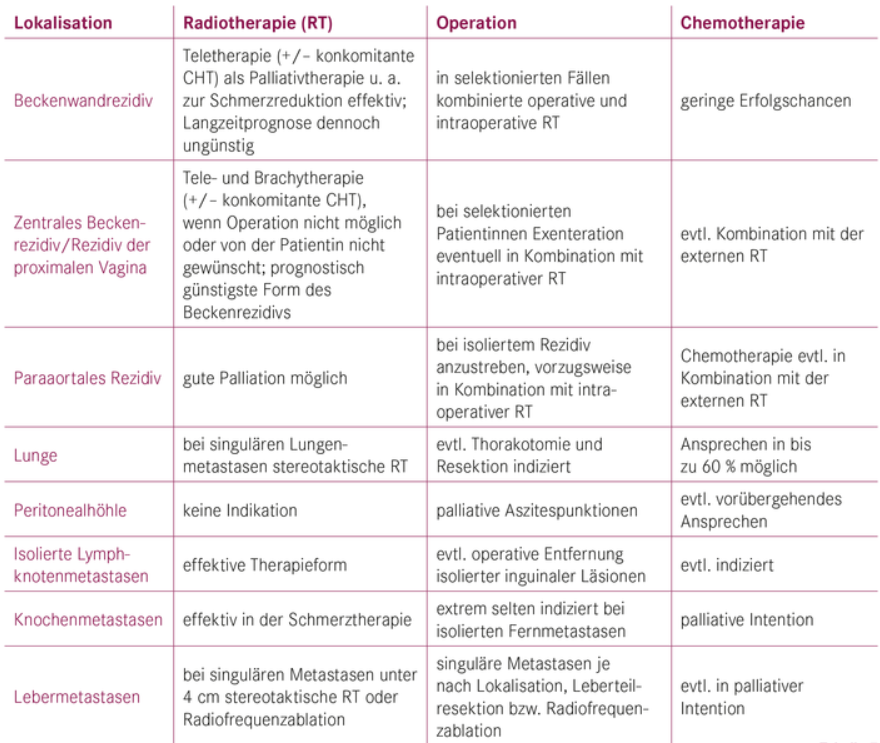 Lokalisation
Radiotherapie (RT)
Operation
Chemotherapie
Beckenwandrezidiv
Teletherapie (+/– konkomitante
CHT) als Palliativtherapie u. a.
zur Schmerzreduktion effektiv;
Langzeitprognose dennoch
ungünstig
in selektionierten Fällen
kombinierte operative und
intraoperative RT
geringe Erfolgschancen
Zentrales Becken-
rezidiv/Rezidiv der
proximalen Vagina
Tele- und Brachytherapie
(+/– konkomitante CHT),
wenn Operation nicht möglich
oder von der Patientin nicht
gewünscht; prognostisch
günstigste Form des
Beckenrezidivs
bei selektionierten
Patientinnen Exenteration
eventuell in Kombination mit
intraoperativer RT
evtl. Kombination mit der
externen RT
Paraaortales Rezidiv
gute Palliation möglich
bei isoliertem Rezidiv
anzustreben, vorzugsweise
in Kombination mit intra-
operativer RT
Chemotherapie evtl. in
Kombination mit der
externen RT
Lunge
bei singulären Lungen-
metastasen stereotaktische RT
evtl. Thorakotomie und
Resektion indiziert
Ansprechen in bis
zu 60 % möglich
Peritonealhöhle
keine Indikation
palliative Aszitespunktionen
evtl. vorübergehendes
Ansprechen
Isolierte Lymph-
knotenmetastasen
effektive Therapieform
evtl. operative Entfernung
isolierter inguinaler Läsionen
evtl. indiziert
Knochenmetastasen
effektiv in der Schmerztherapie
extrem selten indiziert bei
isolierten Fernmetastasen
palliative Intention
Lebermetastasen
bei singulären Metastasen unter
4 cm stereotaktische RT oder
Radiofrequenzablation
singuläre Metastasen je
nach Lokalisation, Leberteil-
resektion bzw. Radiofrequen-
zablation
evtl. in palliativer
Intention